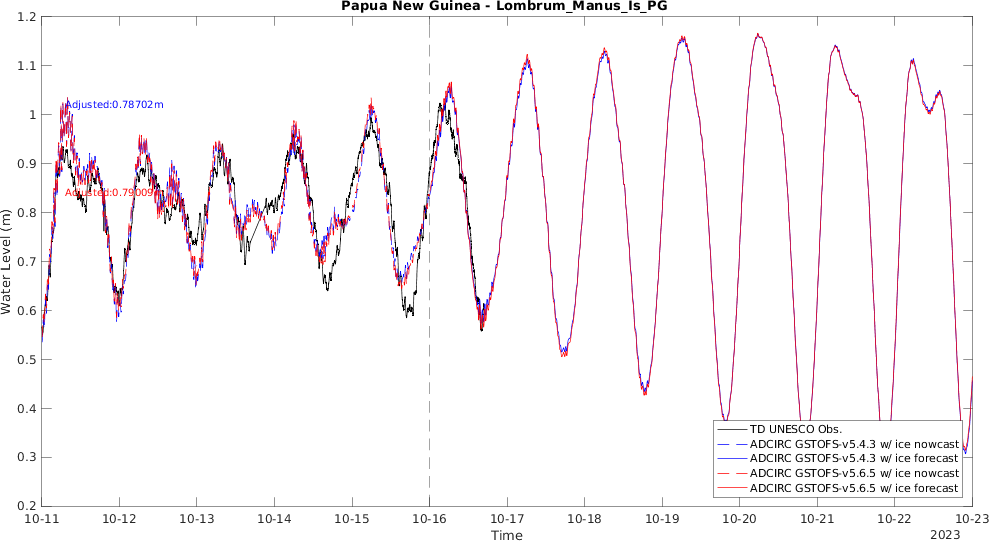 Papua New Guinea - Lombrum_Manus_Is_PG
Water Level (m)
1.2
1.1
1
0.9
0.8
0.7
0.6
0.5
0.4
0.3
0.2
Adjusted:0.78702m
Adjusted:0.79009
TD UNESCO Obs.
ADCIRC GSTOFS-v5.4.3 w/ ice nowcast
ADCIRC GSTOFS-v5.4.3 w/ ice forecast
ADCIRC GSTOFS-v5.6.5 w/ ice nowcast
ADCIRC GSTOFS-v5.6.5 w/ ice forecast
10-11 10-12 10-13 10-14 10-15 10-16 10-17 10-18 10-19 10-20 10-21 10-22 10-23
Time
2023